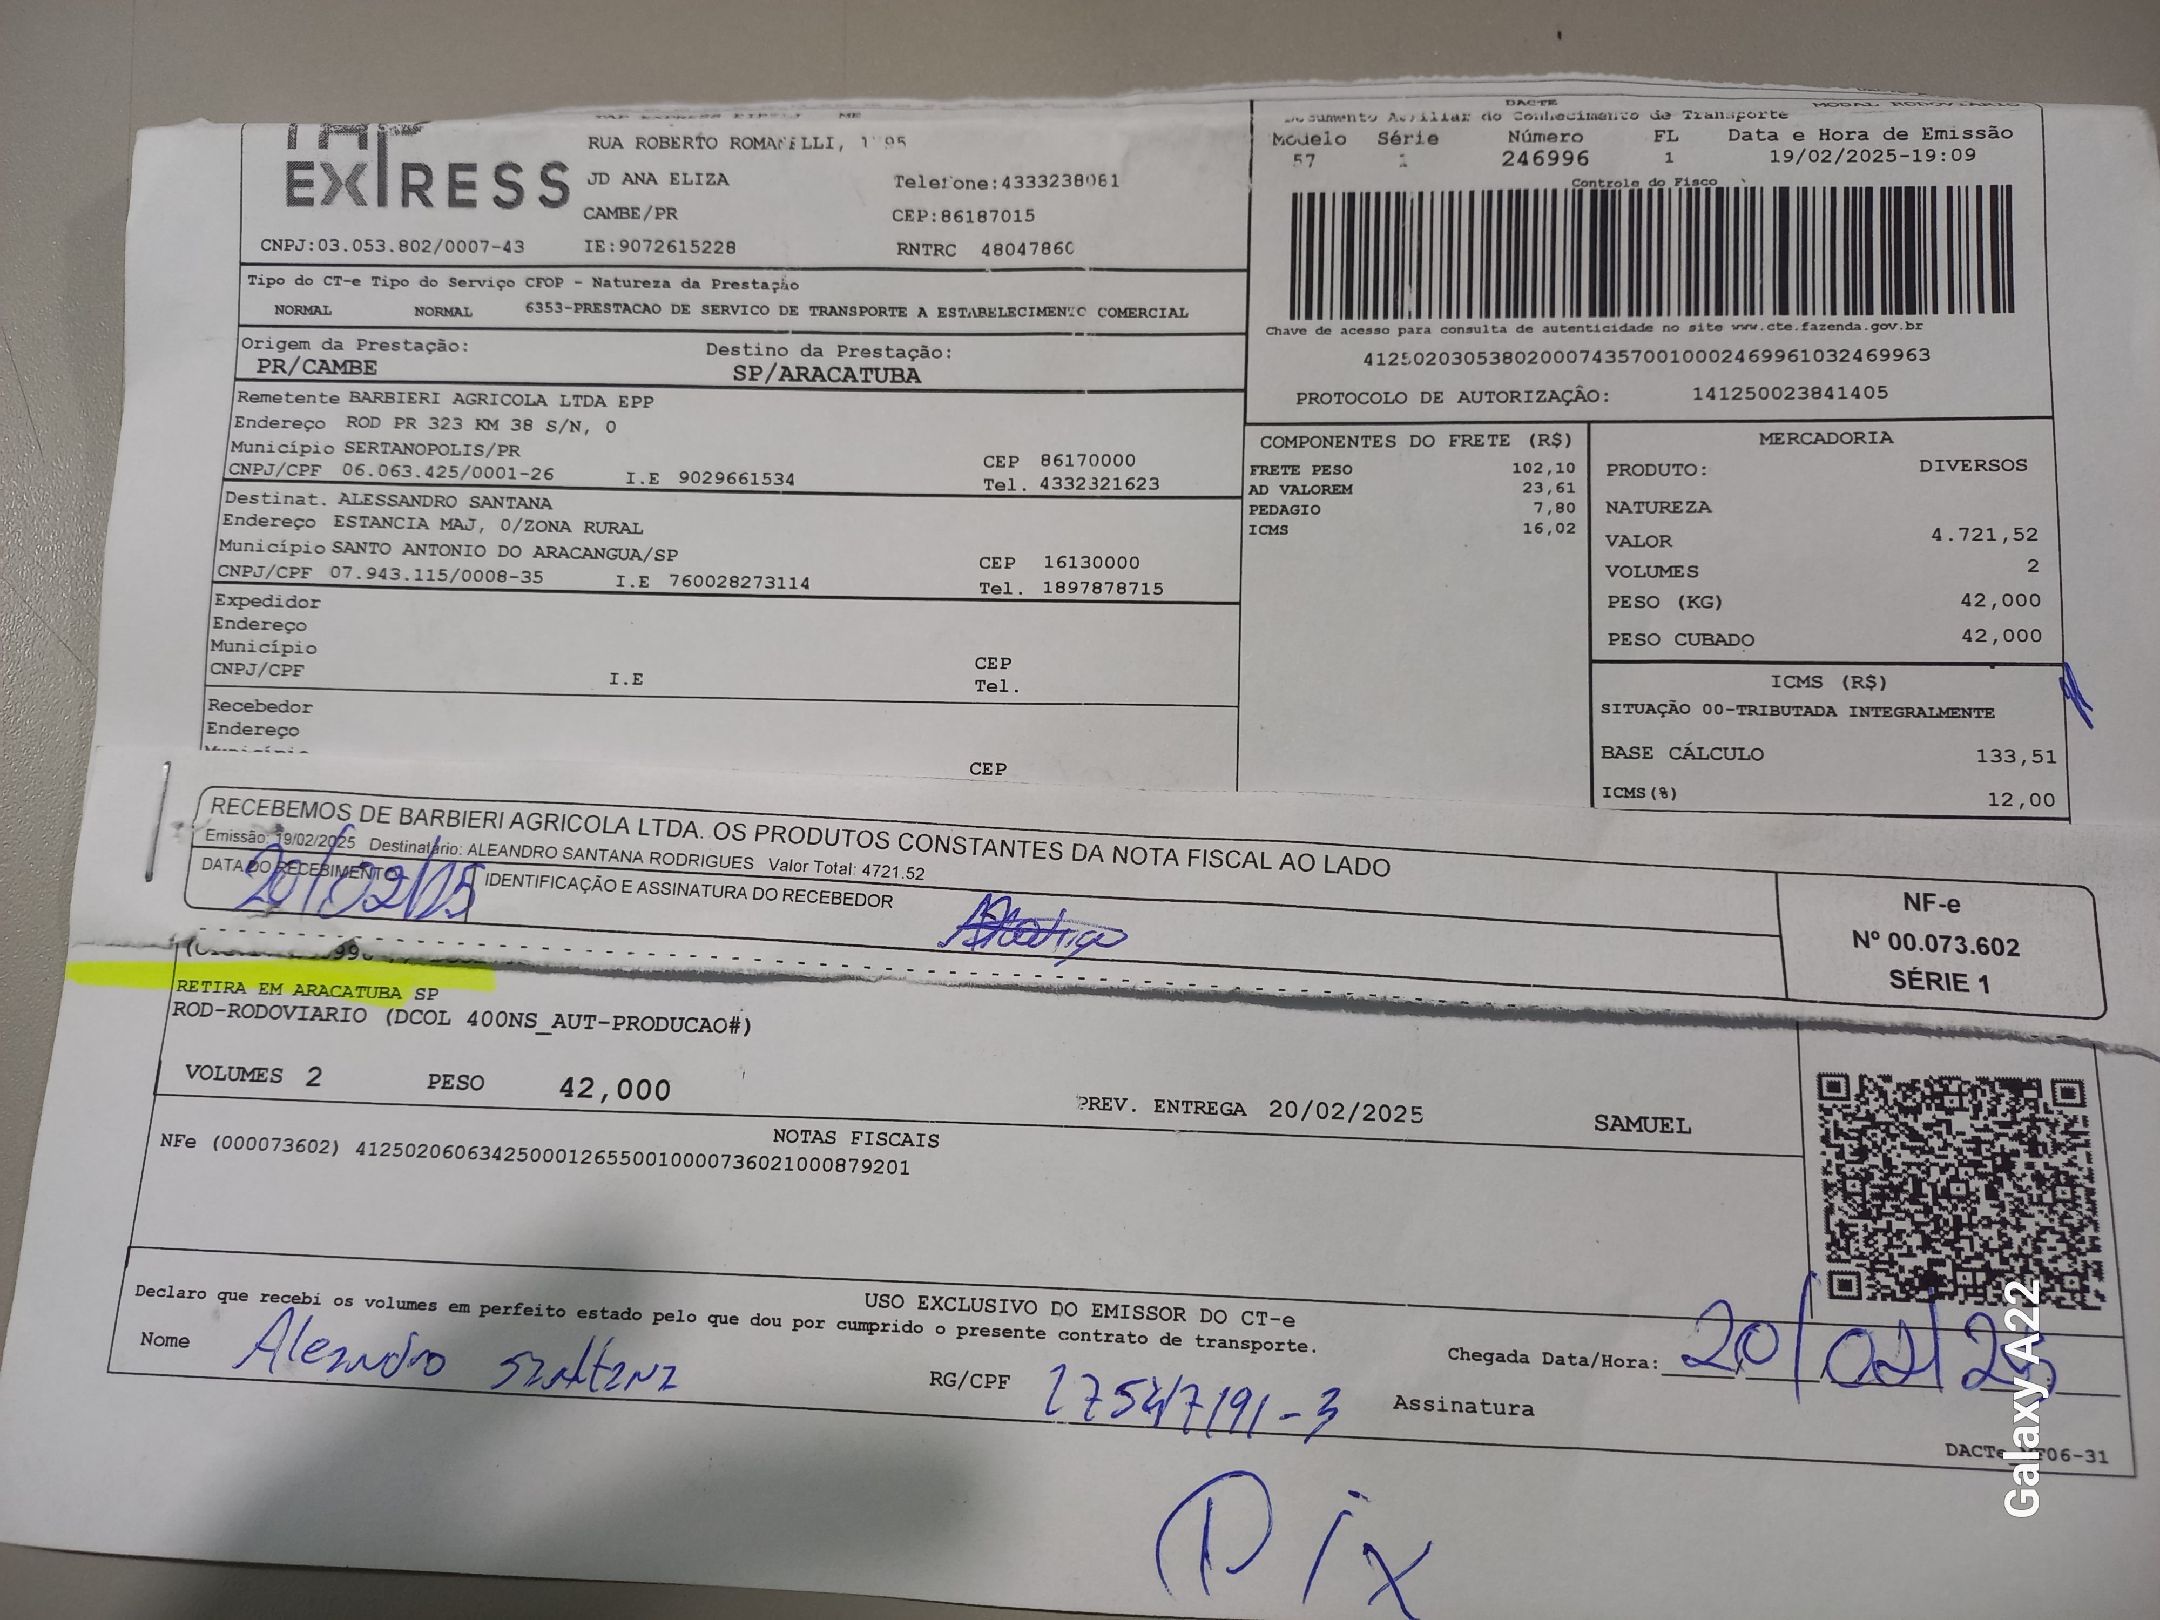 EXPRESS
RUA ROBERTO ROMANELLI,
JD ANA ELIZA Telefone:4333238061
CAMBE/PR CEP:86187015
CNPJ:03.053.802/0007-43 IE:9072615228 RNTRC 48047860
DACTE
Documento Auxiliar do Conhecimento de Transporte
MODAL RODOVIARIO
Modelo Série Número FL Data e Hora de Emissão
57 1 246996 1 19/02/2025-19:09
Controle do Fisco
Chave de acesso para consulta de autenticidade no site www.cte.fazenda.gov.br
41250203053802000743570010002469961032469963
PROTOCOLO DE AUTORIZAÇÃO: 141250023841405
Tipo do CT-e Tipo do Serviço CFOP - Natureza da Prestação
NORMAL NORMAL 6353-PRESTACAO DE SERVICO DE TRANSPORTE A ESTABELECIMENTO COMERCIAL
Origem da Prestação: Destino da Prestação:
PR/CAMBE SP/ARACATUBA
Remetente BARBIERI AGRICOLA LTDA EPP
Endereço ROD PR 323 KM 38 S/N, 0
Município SERTANOPOLIS/PR CEP 86170000
CNPJ/CPF 06.063.425/0001-26 I.E 9029661534 Tel. 4332321623
Destinat. ALESSANDRO SANTANA
Endereço ESTANCIA MAJ, 0/ZONA RURAL
Município SANTO ANTONIO DO ARACANGUA/SP CEP 16130000
CNPJ/CPF 07.943.115/0008-35 I.E 760028273114 Tel. 1897878715
Expedidor
Endereço
Município CEP
CNPJ/CPF I.E Tel.
Recebedor
Endereço
Município CEP
COMPONENTES DO FRETE (R$)
FRETE PESO 102,10
AD VALOREM 23,61
PEDAGIO 7,80
ICMS 16,02
MERCADORIA
PRODUTO: DIVERSOS
NATUREZA
VALOR 4.721,52
VOLUMES 2
PESO (KG) 42,000
PESO CUBADO 42,000
ICMS (R$)
SITUAÇÃO 00-TRIBUTADA INTEGRALMENTE
BASE CÁLCULO 133,51
ICMS(%) 12,00
RECEBEMOS DE BARBIERI AGRICOLA LTDA. OS PRODUTOS CONSTANTES DA NOTA FISCAL AO LADO
Emissão: 19/02/2025 Destinatário: ALEANDRO SANTANA RODRIGUES Valor Total: 4721.52
DATA DO RECEBIMENTO IDENTIFICAÇÃO E ASSINATURA DO RECEBEDOR
20/02/25
NF-e
Nº 00.073.602
SÉRIE 1
RETIRA EM ARACATUBA SP
ROD-RODOVIARIO (DCOL 400NS_AUT-PRODUCAO#)
VOLUMES 2 PESO 42,000 PREV. ENTREGA 20/02/2025 SAMUEL
NOTAS FISCAIS
NFe (000073602) 41250206063425000126550010000736021000879201
USO EXCLUSIVO DO EMISSOR DO CT-e
Declaro que recebi os volumes em perfeito estado pelo que dou por cumprido o presente contrato de transporte.
Nome Aleandro Santana RG/CPF Assinatura Chegada Data/Hora: 20/02/25
Pix
Galaxy A22